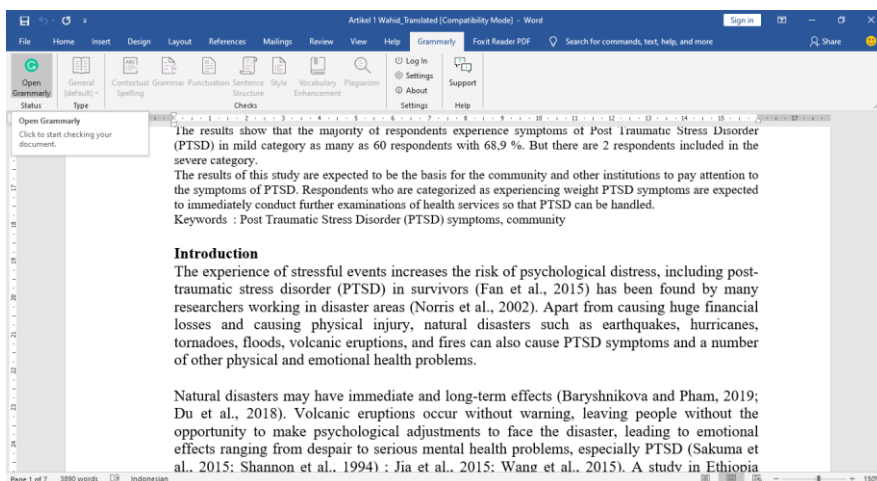 Artikel 1 Wahid_Translated [Compatibility Mode] - Word
Sign in
File Home Insert Design Layout References Mailings Review View Help Grammarly Foxit Reader PDF Search for commands, text, help, and more Share
Open Grammarly
General (default)
Contextual Spelling
Grammar
Punctuation
Sentence Structure
Style
Vocabulary Enhancement
Plagiarism
Log In
Settings
About
Support
Status Type Checks Settings Help
Open Grammarly
Click to start checking your
document.
The results show that the majority of respondents experience symptoms of Post Traumatic Stress Disorder
(PTSD) in mild category as many as 60 respondents with 68,9 %. But there are 2 respondents included in the
severe category.
The results of this study are expected to be the basis for the community and other institutions to pay attention to
the symptoms of PTSD. Respondents who are categorized as experiencing weight PTSD symptoms are expected
to immediately conduct further examinations of health services so that PTSD can be handled.
Keywords : Post Traumatic Stress Disorder (PTSD) symptoms, community
Introduction
The experience of stressful events increases the risk of psychological distress, including post-
traumatic stress disorder (PTSD) in survivors (Fan et al., 2015) has been found by many
researchers working in disaster areas (Norris et al., 2002). Apart from causing huge financial
losses and causing physical injury, natural disasters such as earthquakes, hurricanes,
tornadoes, floods, volcanic eruptions, and fires can also cause PTSD symptoms and a number
of other physical and emotional health problems.
Natural disasters may have immediate and long-term effects (Baryshnikova and Pham, 2019;
Du et al., 2018). Volcanic eruptions occur without warning, leaving people without the
opportunity to make psychological adjustments to face the disaster, leading to emotional
effects ranging from despair to serious mental health problems, especially PTSD (Sakuma et
al., 2015; Shannon et al., 1994) ; Jia et al., 2015; Wang et al., 2015). A study in Ethiopia
Page 1 of 7 3890 words Indonesian 150%